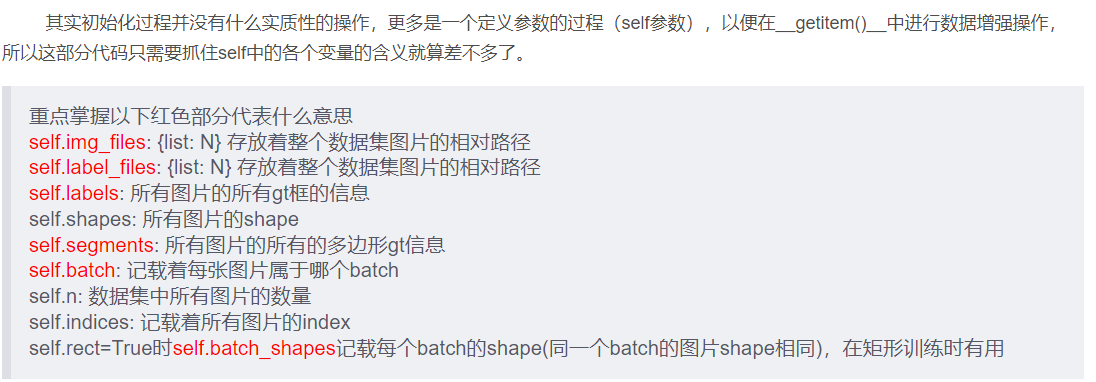 其实初始化过程并没有什么实质性的操作，更多是一个定义参数的过程（self参数），以便在__getitem()__中进行数据增强操作，
所以这部分代码只需要抓住self中的各个变量的含义就算差不多了。
重点掌握以下红色部分代表什么意思
self.img_files: {list: N} 存放着整个数据集图片的相对路径
self.label_files: {list: N} 存放着整个数据集图片的相对路径
self.labels: 所有图片的所有gt框的信息
self.shapes: 所有图片的shape
self.segments: 所有图片的所有的多边形gt信息
self.batch: 记载着每张图片属于哪个batch
self.n: 数据集中所有图片的数量
self.indices: 记载着所有图片的index
self.rect=True时self.batch_shapes记载每个batch的shape(同一个batch的图片shape相同)，在矩形训练时有用